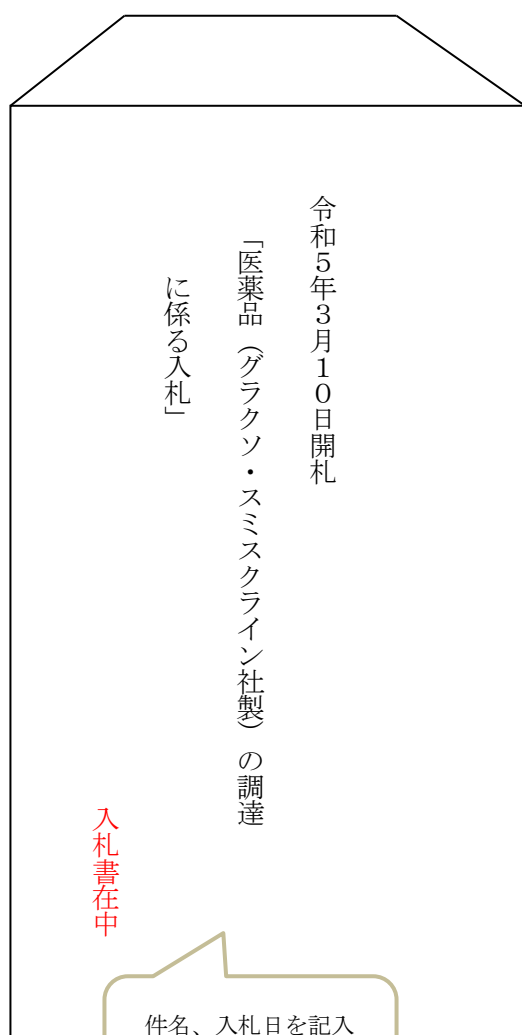 令和５年３月１０日開札
「医薬品（グラクソ・スミスクライン社製）の調達
に係る入札」
入札書在中
件名、入札日を記入